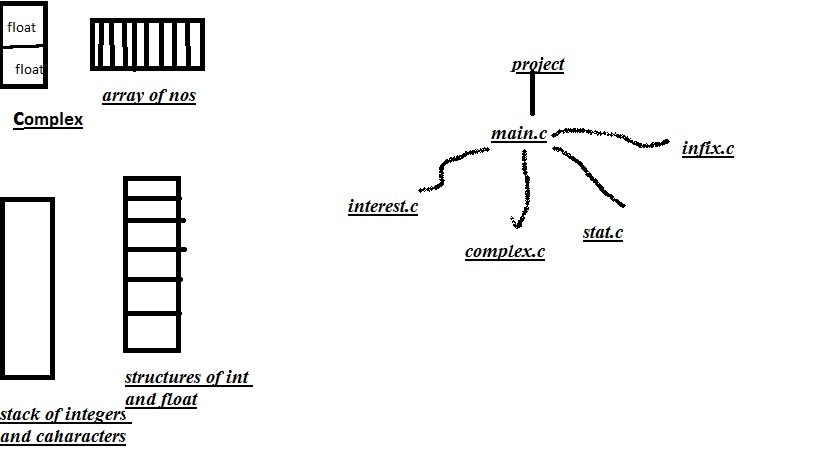 float
float
Complex
array of nos
stack of integers
and caharacters
structures of int
and float
project
main.c
infix.c
interest.c
stat.c
complex.c